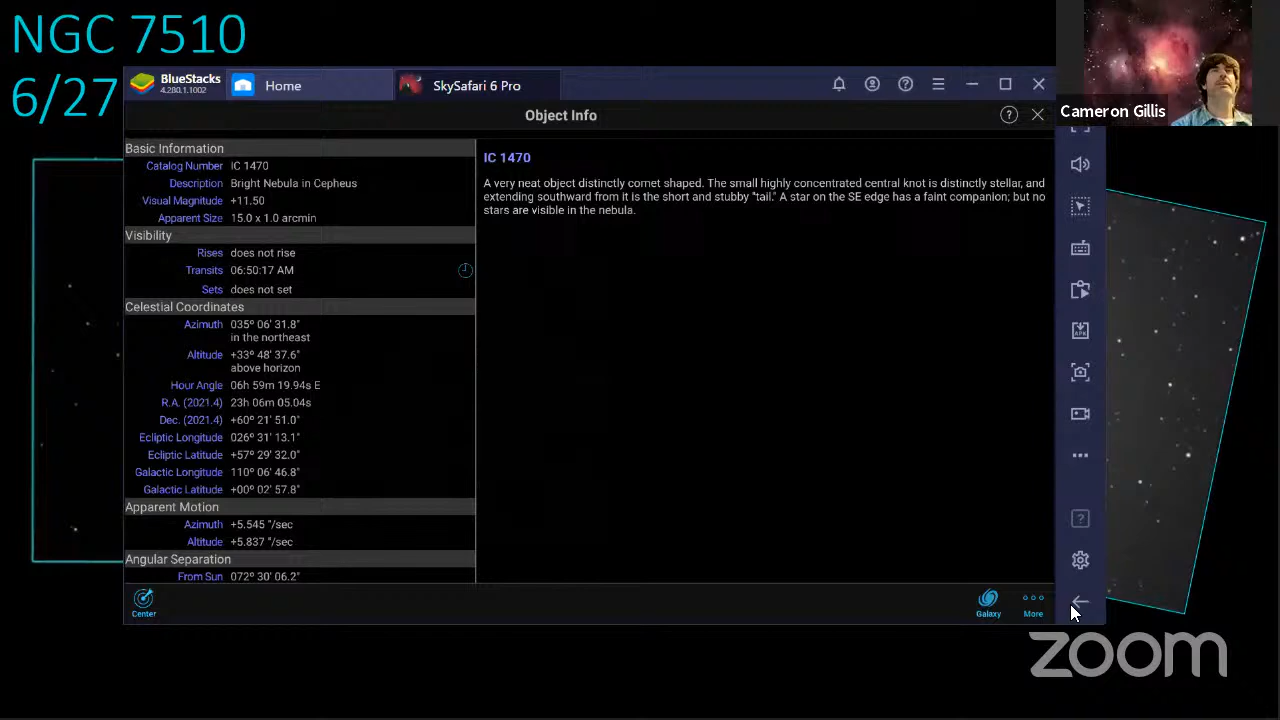 NGC 7510
6/27
BlueStacks
4.280.1.1002
Home
SkySafari 6 Pro
Cameron Gillis
Object Info
Basic Information
Catalog Number IC 1470
Description Bright Nebula in Cepheus
Visual Magnitude +11.50
Apparent Size 15.0 x 1.0 arcmin
Visibility
Rises does not rise
Transits 06:50:17 AM
Sets does not set
Celestial Coordinates
Azimuth 035º 06' 31.8"
in the northeast
Altitude +33º 48' 37.6"
above horizon
Hour Angle 06h 59m 19.94s E
R.A. (2021.4) 23h 06m 05.04s
Dec. (2021.4) +60º 21' 51.0"
Ecliptic Longitude 026º 31' 13.1"
Ecliptic Latitude +57º 29' 32.0"
Galactic Longitude 110º 06' 46.8"
Galactic Latitude +00º 02' 57.8"
Apparent Motion
Azimuth +5.545 "/sec
Altitude +5.837 "/sec
Angular Separation
From Sun 072º 30' 06.2"
IC 1470
A very neat object distinctly comet shaped. The small highly concentrated central knot is distinctly stellar, and
extending southward from it is the short and stubby "tail." A star on the SE edge has a faint companion; but no
stars are visible in the nebula.
Center
Galaxy
More
APK
zoom